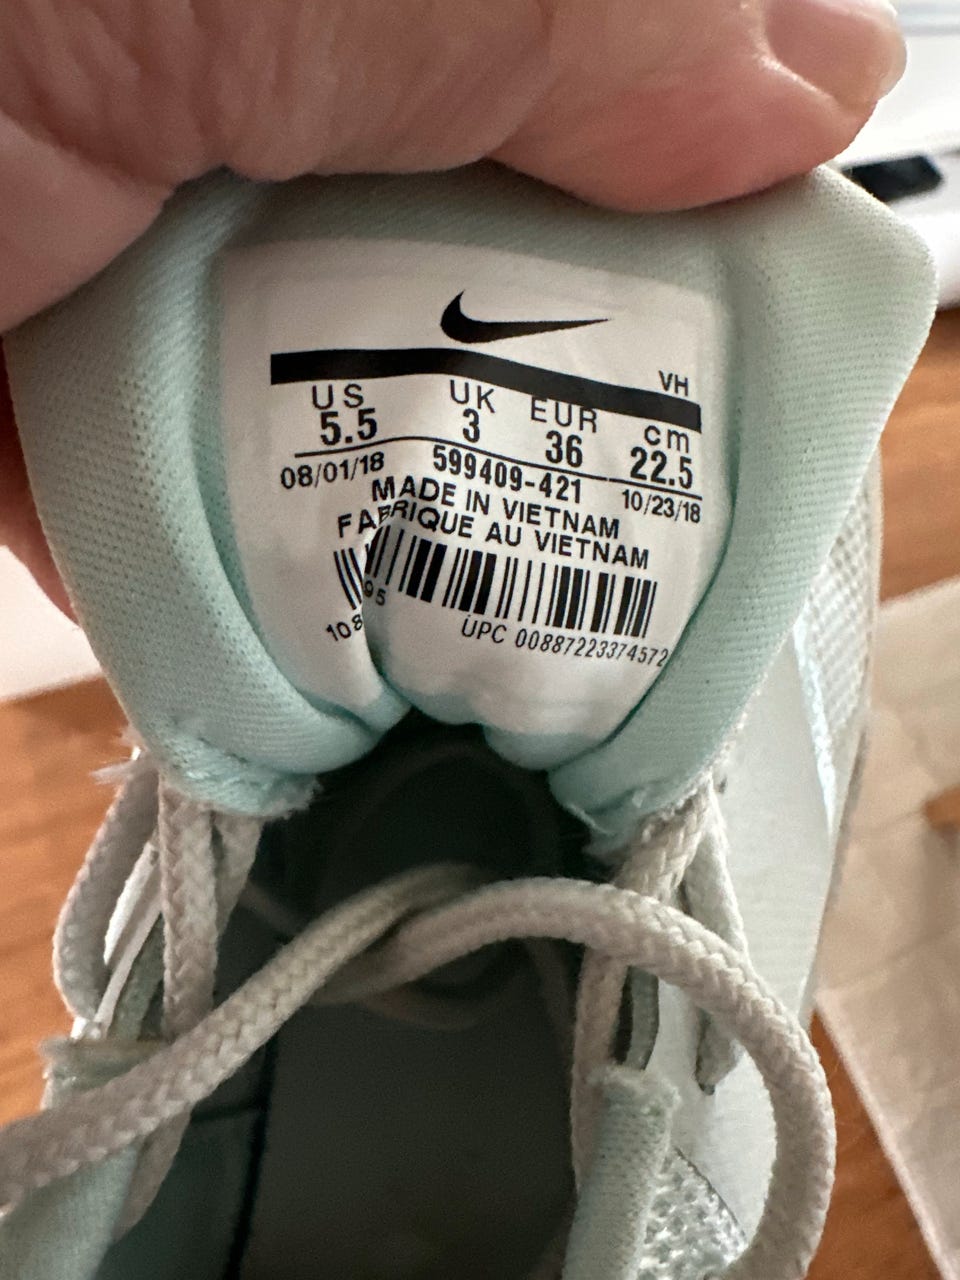 VH
US UK EUR cm
5.5 3 36 22.5
08/01/18 599409-421 10/23/18
MADE IN VIETNAM
FABRIQUE AU VIETNAM
UPC 00887223374572